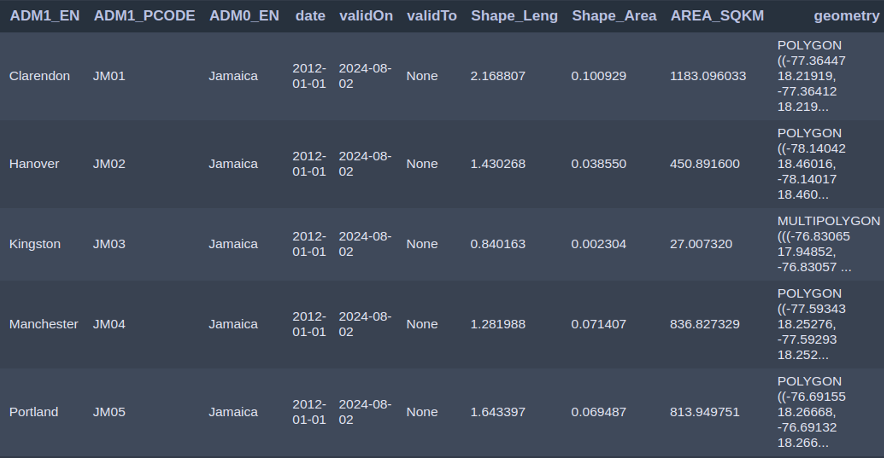 ADM1_EN ADM1_PCODE ADM0_EN date validOn validTo Shape_Leng Shape_Area AREA_SQKM geometry
Clarendon JM01 Jamaica 2012-01-01 2024-08-02 None 2.168807 0.100929 1183.096033 POLYGON ((-77.36447 18.21919, -77.36412 18.219...
Hanover JM02 Jamaica 2012-01-01 2024-08-02 None 1.430268 0.038550 450.891600 POLYGON ((-78.14042 18.46016, -78.14017 18.460...
Kingston JM03 Jamaica 2012-01-01 2024-08-02 None 0.840163 0.002304 27.007320 MULTIPOLYGON (((-76.83065 17.94852, -76.83057 ...
Manchester JM04 Jamaica 2012-01-01 2024-08-02 None 1.281988 0.071407 836.827329 POLYGON ((-77.59343 18.25276, -77.59293 18.252...
Portland JM05 Jamaica 2012-01-01 2024-08-02 None 1.643397 0.069487 813.949751 POLYGON ((-76.69155 18.26668, -76.69132 18.266...